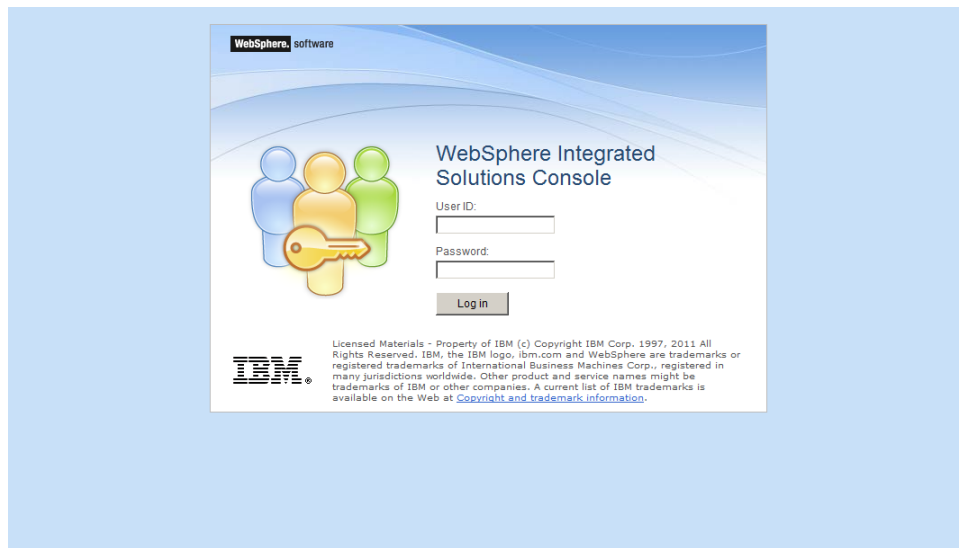 WebSphere. software
WebSphere Integrated
Solutions Console
User ID:
Password:
Log in
Licensed Materials - Property of IBM (c) Copyright IBM Corp. 1997, 2011 All
Rights Reserved. IBM, the IBM logo, ibm.com and WebSphere are trademarks or
registered trademarks of International Business Machines Corp., registered in
many jurisdictions worldwide. Other product and service names might be
trademarks of IBM or other companies. A current list of IBM trademarks is
available on the Web at Copyright and trademark information.
IBM®